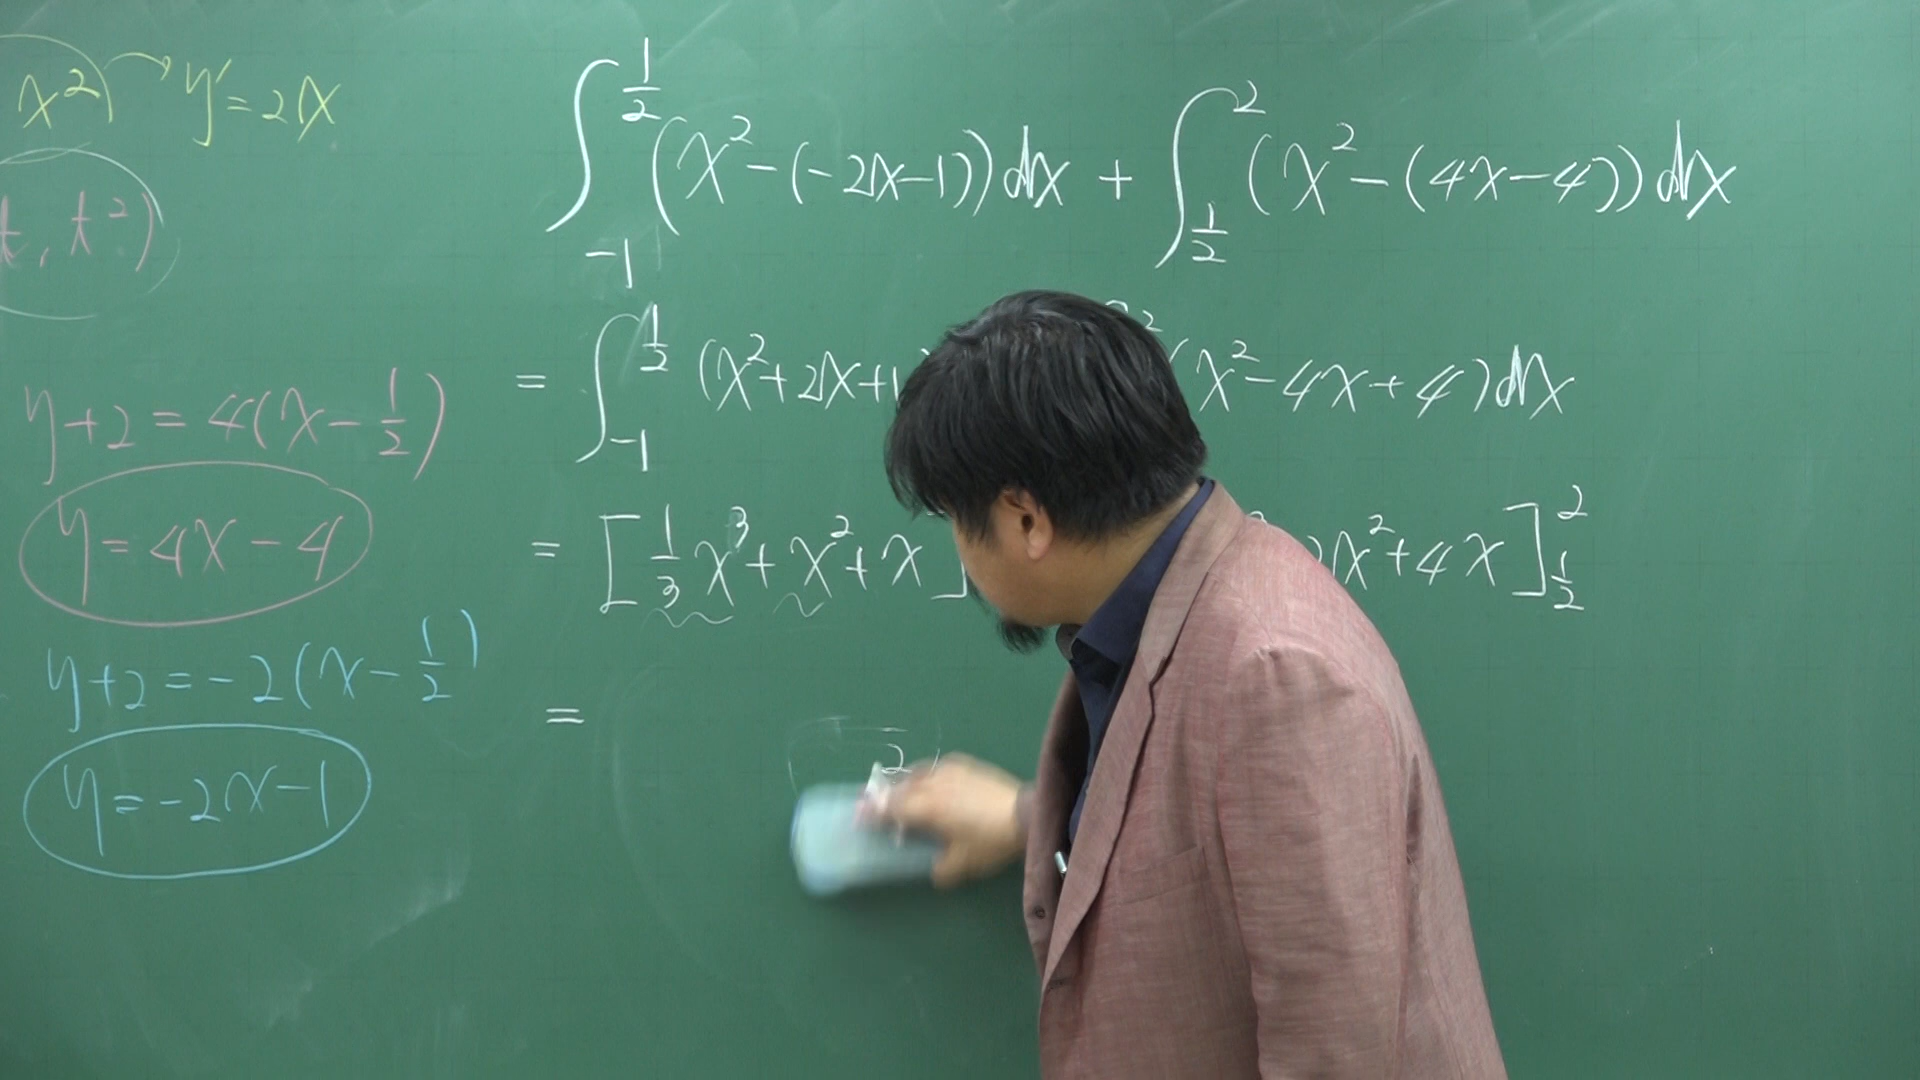 x² → y' = 2x
t, t²)
y+2 = 4(x - 1/2)
y = 4x - 4
y+2 = -2(x - 1/2)
y = -2x - 1
∫_{-1}^{1/2} (x² - (-2x-1)) dx + ∫_{1/2}^{2} (x² - (4x-4)) dx
= ∫_{-1}^{1/2} (x² + 2x + 1 2 (x² - 4x + 4) dx
= [1/3 x³ + x² + x] x² + 4x]_{1/2}^{2}
=
2